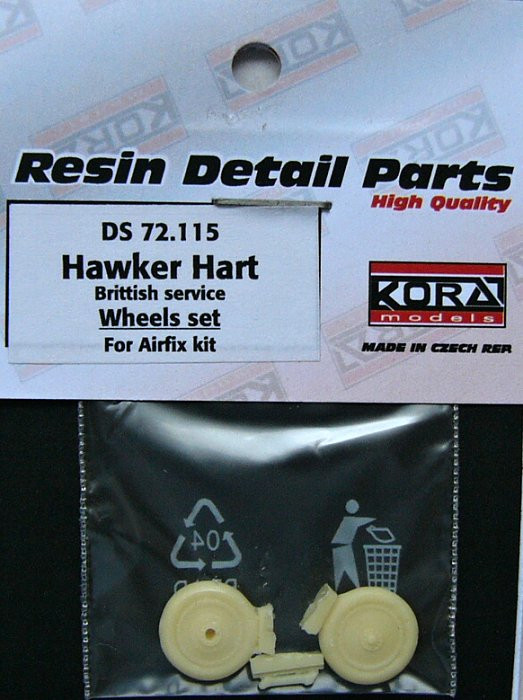 Resin Detail Parts
High Quality
DS 72.115
Hawker Hart
Brittish service
Wheels set
For Airfix kit
KORA
models
MADE IN CZECH REP.
04